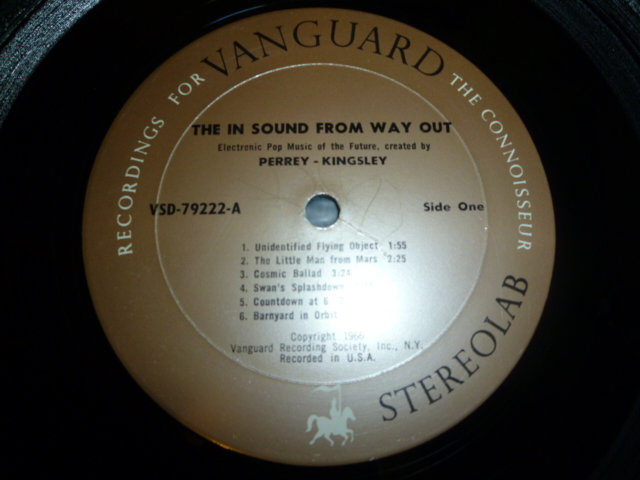 RECORDINGS FOR VANGUARD THE CONNOISSEUR
THE IN SOUND FROM WAY OUT
Electronic Pop Music of the Future, created by
PERREY - KINGSLEY
VSD-79222-A
Side One
1. Unidentified Flying Object 1:55
2. The Little Man from Mars 2:25
3. Cosmic Ballad 3:24
4. Swan's Splashdown
5. Countdown at 6
6. Barnyard in Orbit
Copyright 1966
Vanguard Recording Society, Inc., N.Y.
Recorded in U.S.A.
STEREOLAB